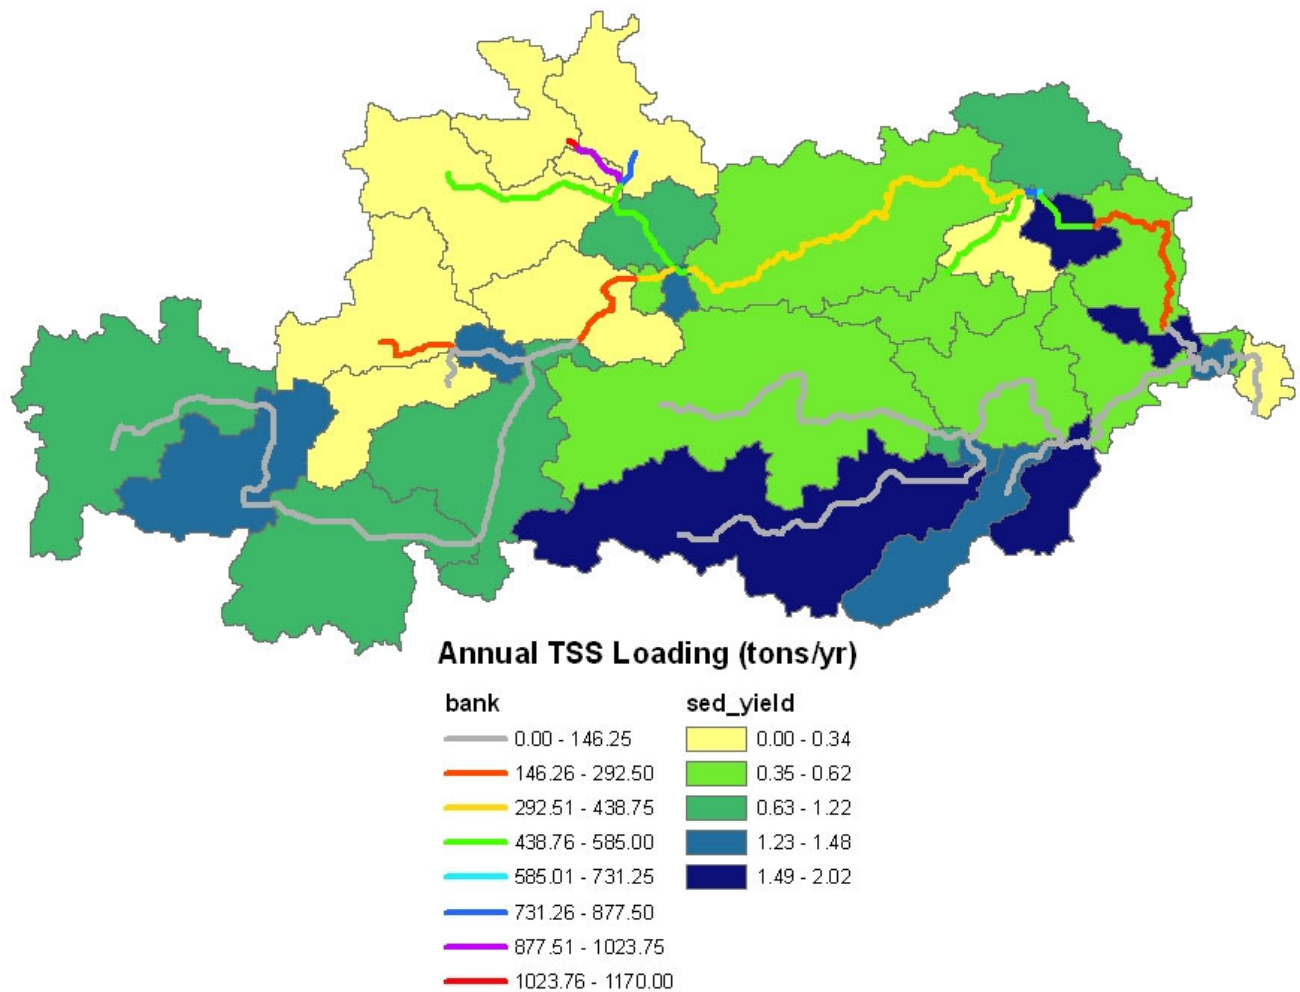 Annual TSS Loading (tons/yr)
bank
0.00 - 146.25
146.26 - 292.50
292.51 - 438.75
438.76 - 585.00
585.01 - 731.25
731.26 - 877.50
877.51 - 1023.75
1023.76 - 1170.00
sed_yield
0.00 - 0.34
0.35 - 0.62
0.63 - 1.22
1.23 - 1.48
1.49 - 2.02